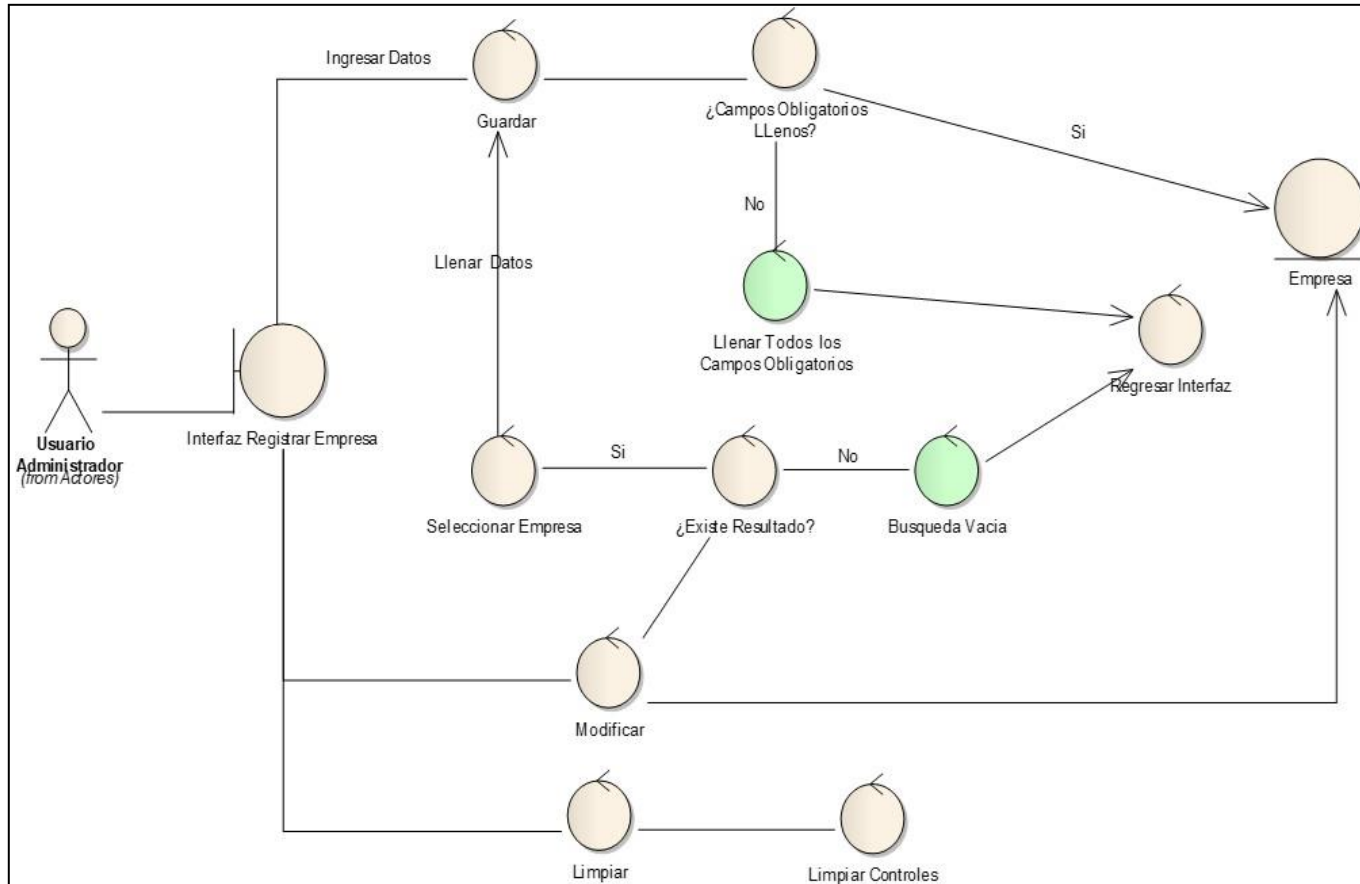 Ingresar Datos
Guardar
¿Campos Obligatorios
LLenos?
Si
No
Llenar Datos
Empresa
Llenar Todos los
Campos Obligatorios
Regresar Interfaz
Usuario
Administrador
(from Actores)
Interfaz Registrar Empresa
Si
No
Seleccionar Empresa
¿Existe Resultado?
Busqueda Vacia
Modificar
Limpiar
Limpiar Controles